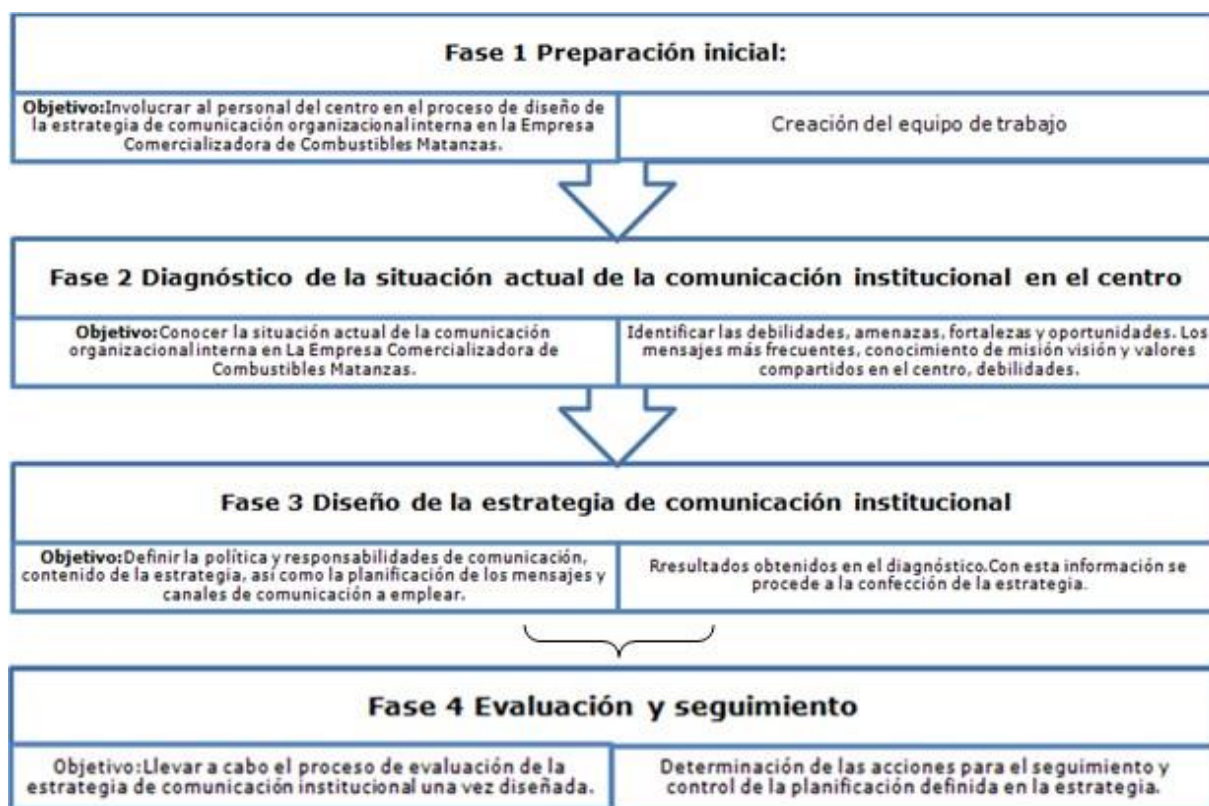 Fase 1 Preparación inicial:
Objetivo:Involucrar al personal del centro en el proceso de diseño de
la estrategia de comunicación organizacional interna en la Empresa
Comercializadora de Combustibles Matanzas.
Creación del equipo de trabajo
Fase 2 Diagnóstico de la situación actual de la comunicación institucional en el centro
Objetivo:Conocer la situación actual de la comunicación
organizacional interna en La Empresa Comercializadora de
Combustibles Matanzas.
Identificar las debilidades, amenazas, fortalezas y oportunidades. Los
mensajes más frecuentes, conocimiento de misión visión y valores
compartidos en el centro, debilidades.
Fase 3 Diseño de la estrategia de comunicación institucional
Objetivo:Definir la política y responsabilidades de comunicación,
contenido de la estrategia, así como la planificación de los mensajes y
canales de comunicación a emplear.
Rresultados obtenidos en el diagnóstico.Con esta información se
procede a la confección de la estrategia.
Fase 4 Evaluación y seguimiento
Objetivo:Llevar a cabo el proceso de evaluación de la
estrategia de comunicación institucional una vez diseñada.
Determinación de las acciones para el seguimiento y
control de la planificación definida en la estrategia.